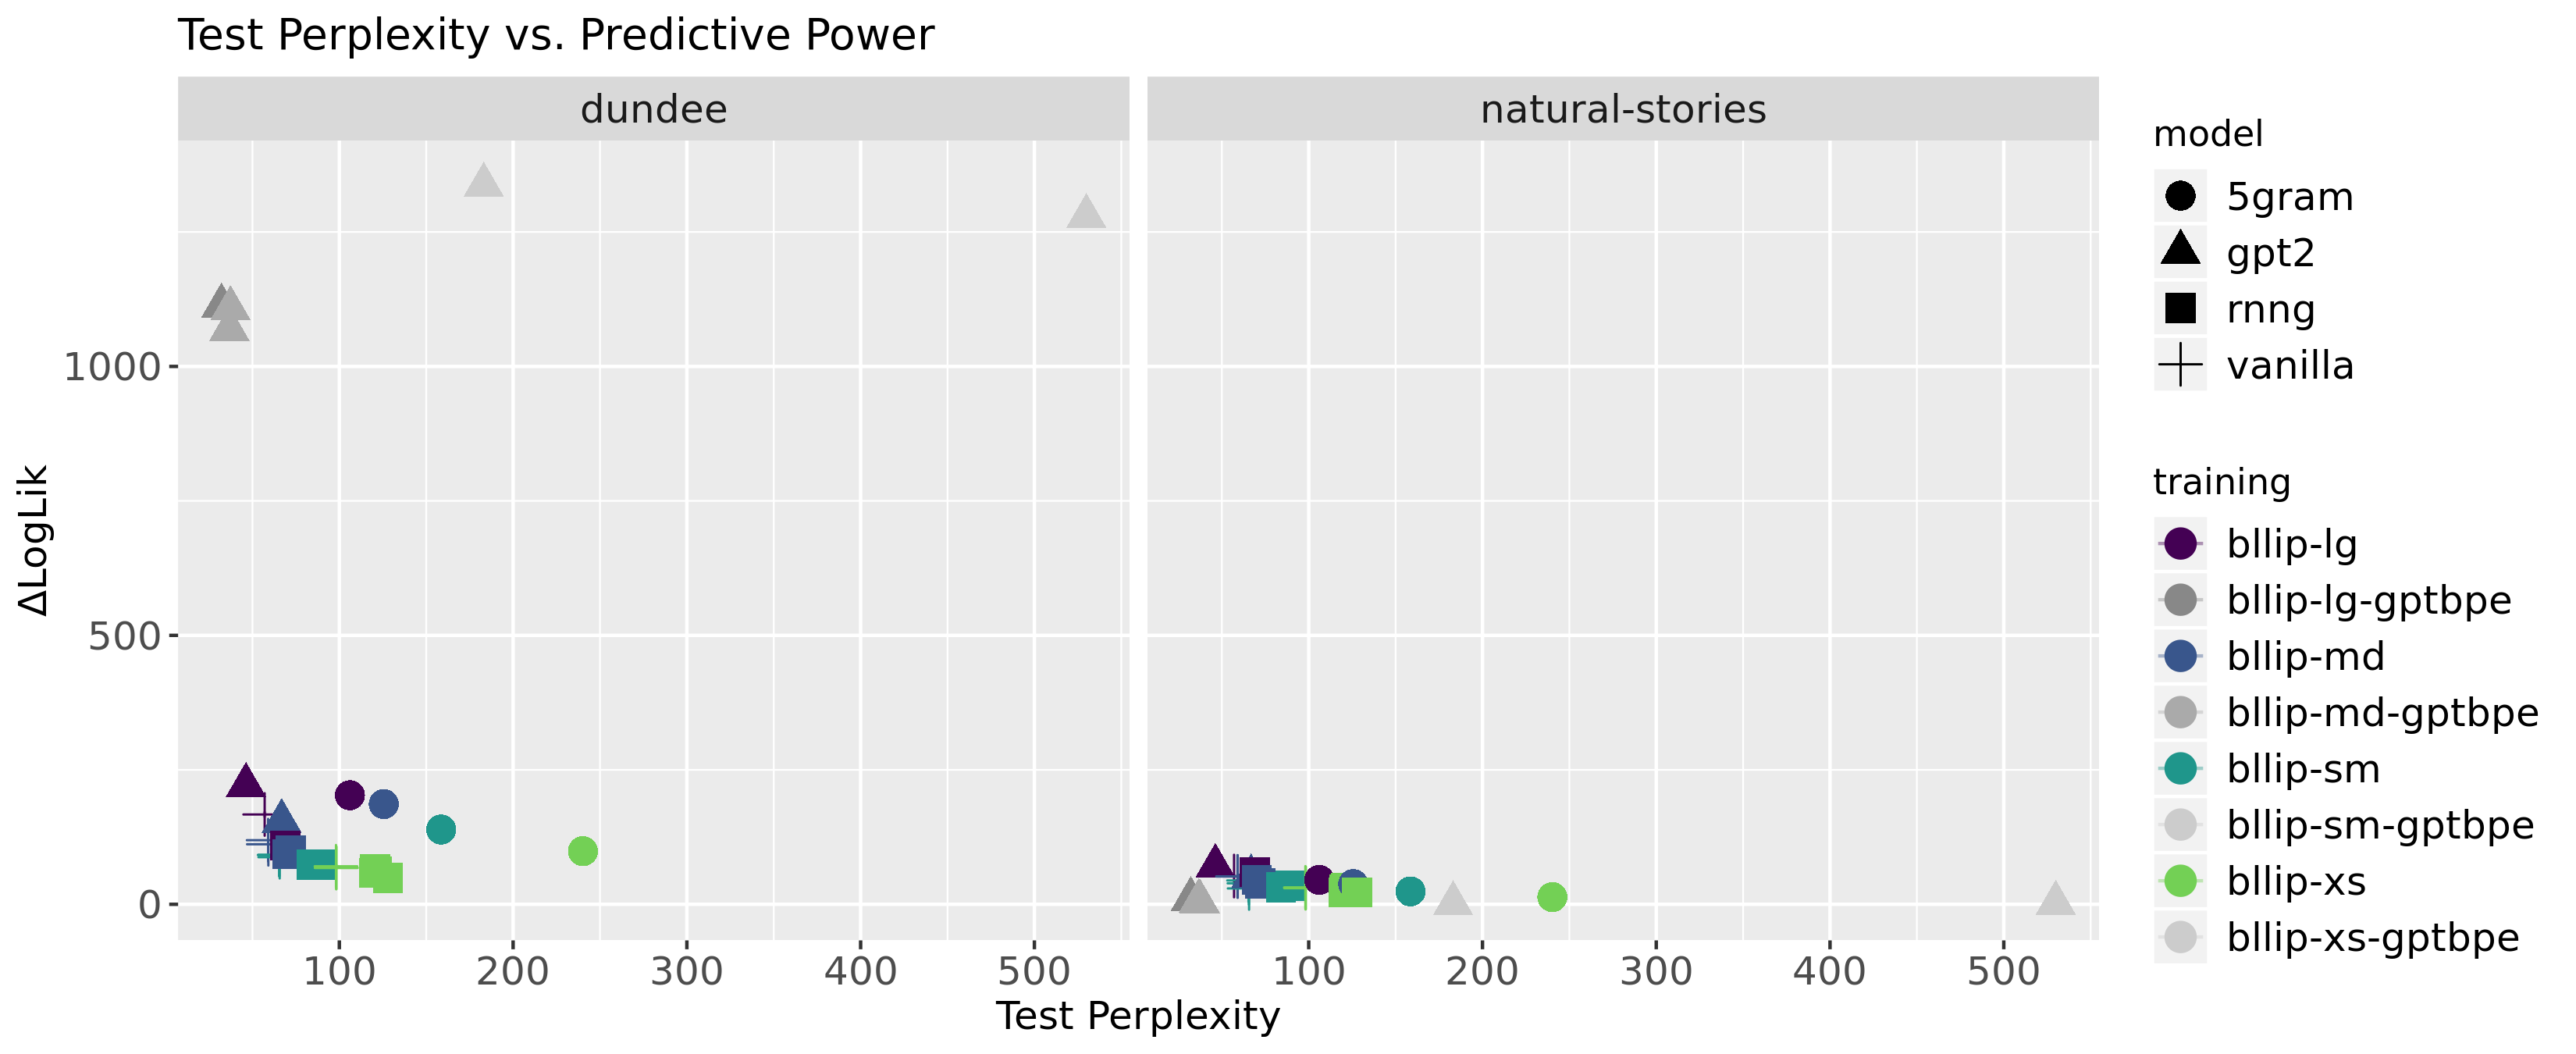 Test Perplexity vs. Predictive Power
dundee
natural-stories
ΔLogLik
1000
500
0
100 200 300 400 500
100 200 300 400 500
Test Perplexity
model
5gram
gpt2
rnng
vanilla
training
bllip-lg
bllip-lg-gptbpe
bllip-md
bllip-md-gptbpe
bllip-sm
bllip-sm-gptbpe
bllip-xs
bllip-xs-gptbpe